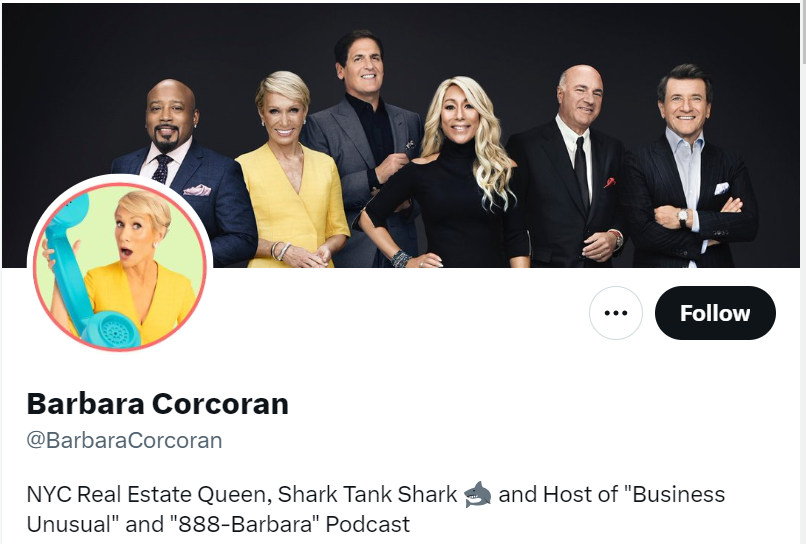 Follow
Barbara Corcoran
@BarbaraCorcoran
NYC Real Estate Queen, Shark Tank Shark 🦈 and Host of "Business
Unusual" and "888-Barbara" Podcast